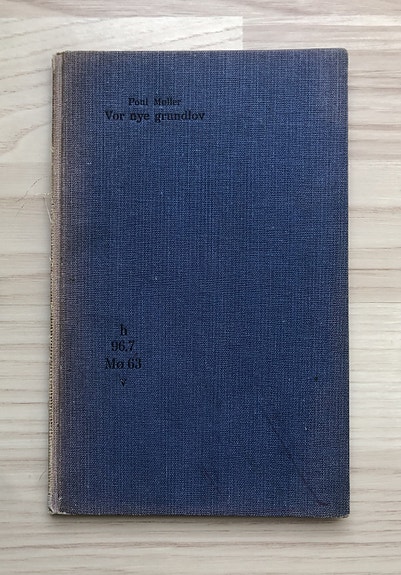 Poul Møller
Vor nye grundlov
h
96.7
Mø 63